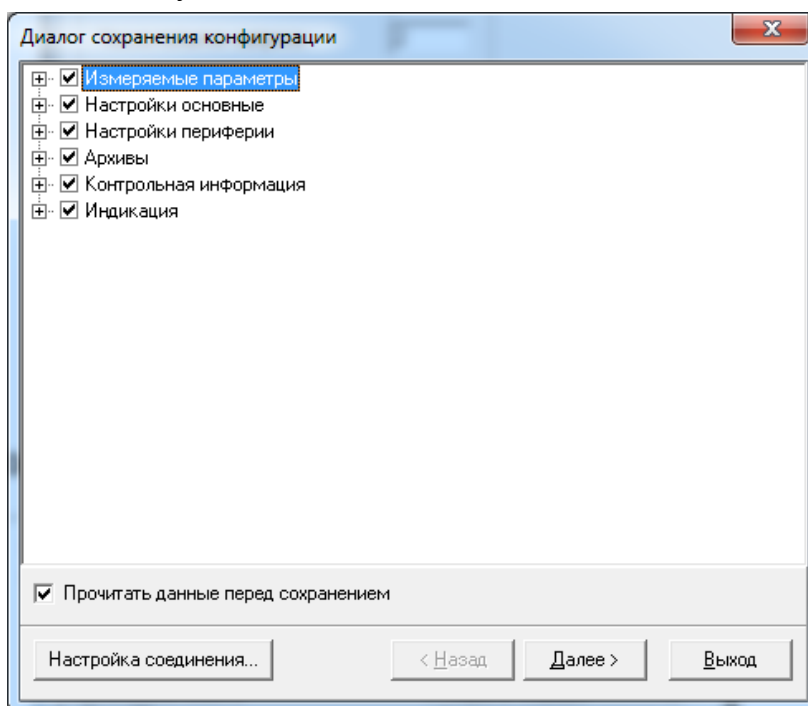 Диалог сохранения конфигурации
Измеряемые параметры
Настройки основные
Настройки периферии
Архивы
Контрольная информация
Индикация
Прочитать данные перед сохранением
Настройка соединения... < Назад Далее > Выход